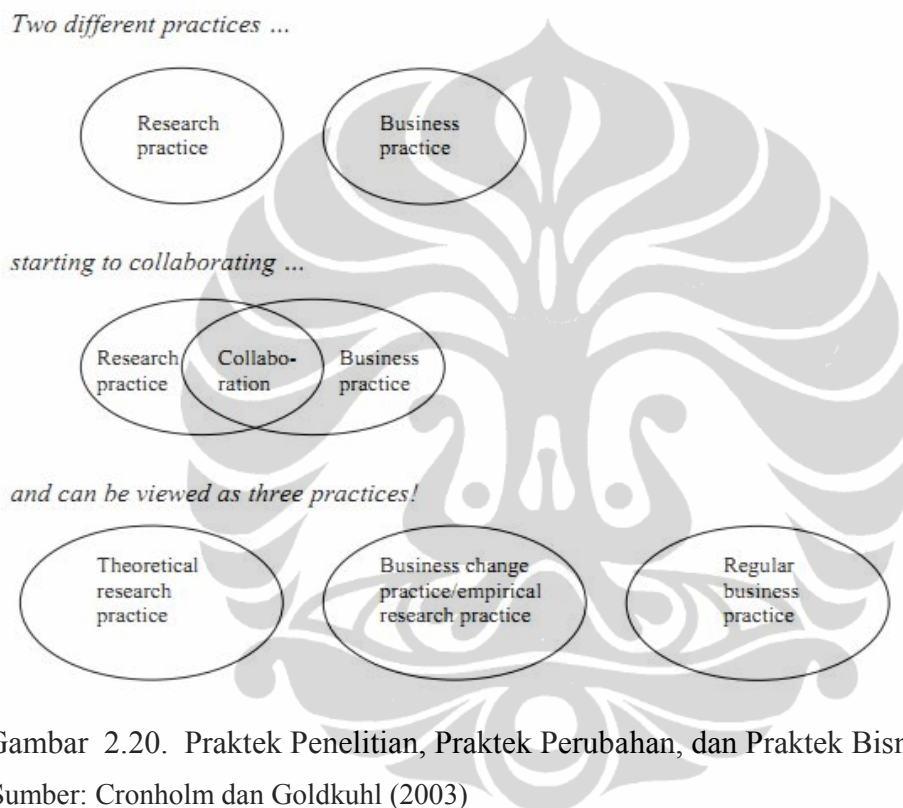 Two different practices ...
Research
practice
Business
practice
starting to collaborating ...
Research
practice
Collabo-
ration
Business
practice
and can be viewed as three practices!
Theoretical
research
practice
Business change
practice/empirical
research practice
Regular
business
practice
Gambar 2.20. Praktek Penelitian, Praktek Perubahan, dan Praktek Bisn
Sumber: Cronholm dan Goldkuhl (2003)